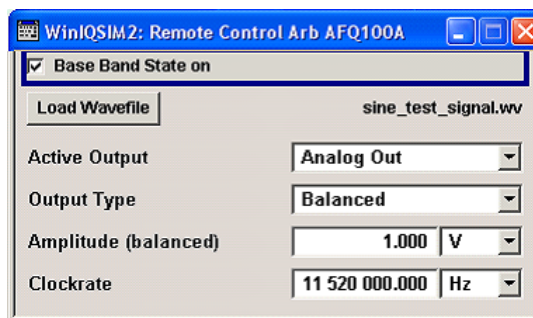 WinIQSIM2: Remote Control Arb AFQ100A
Base Band State on
Load Wavefile sine_test_signal.wv
Active Output Analog Out
Output Type Balanced
Amplitude (balanced) 1.000 V
Clockrate 11 520 000.000 Hz